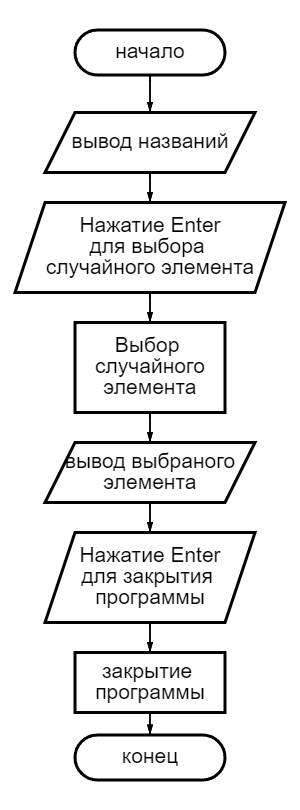 начало
вывод названий
Нажатие Enter
для выбора
случайного элемента
Выбор
случайного
элемента
вывод выбраного
элемента
Нажатие Enter
для закрытия
программы
закрытие
программы
конец